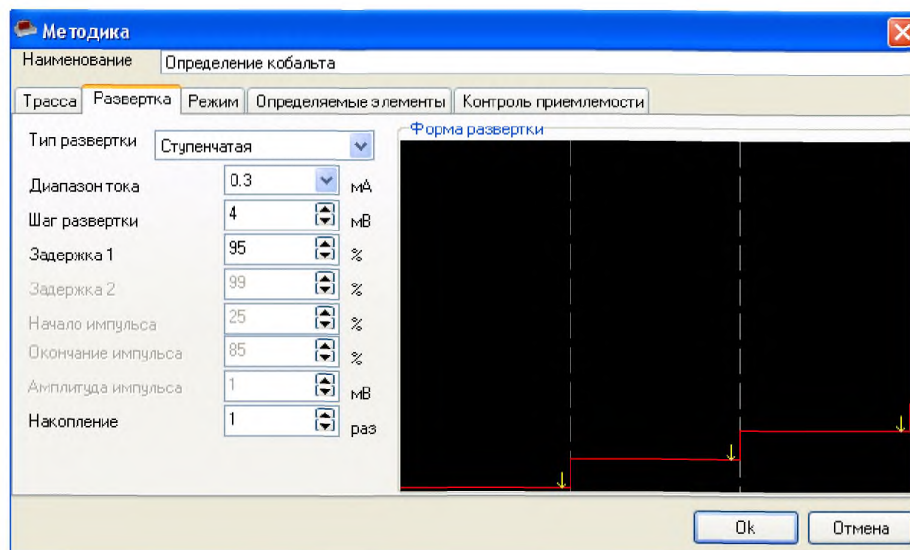 Методика
Наименование Определение кобальта
Трасса Развертка Режим Определяемые элементы Контроль приемлемости
Тип развертки Ступенчатая
Диапазон тока 0.3 мА
Шаг развертки 4 мВ
Задержка 1 95 %
Задержка 2 99 %
Начало импульса 25 %
Окончание импульса 85 %
Амплитуда импульса 1 мВ
Накопление 1 раз
Форма развертки
Ok Отмена